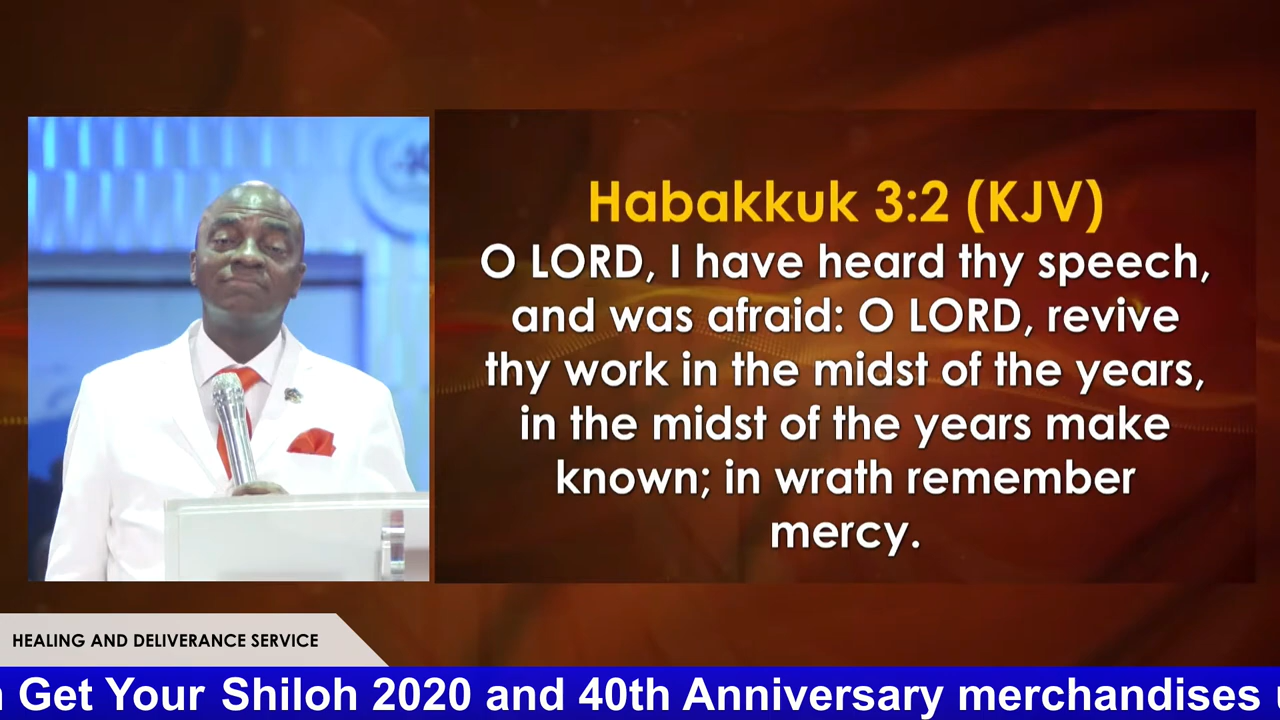 Habakkuk 3:2 (KJV)
O LORD, I have heard thy speech,
and was afraid: O LORD, revive
thy work in the midst of the years,
in the midst of the years make
known; in wrath remember
mercy.
HEALING AND DELIVERANCE SERVICE
Get Your Shiloh 2020 and 40th Anniversary merchandises